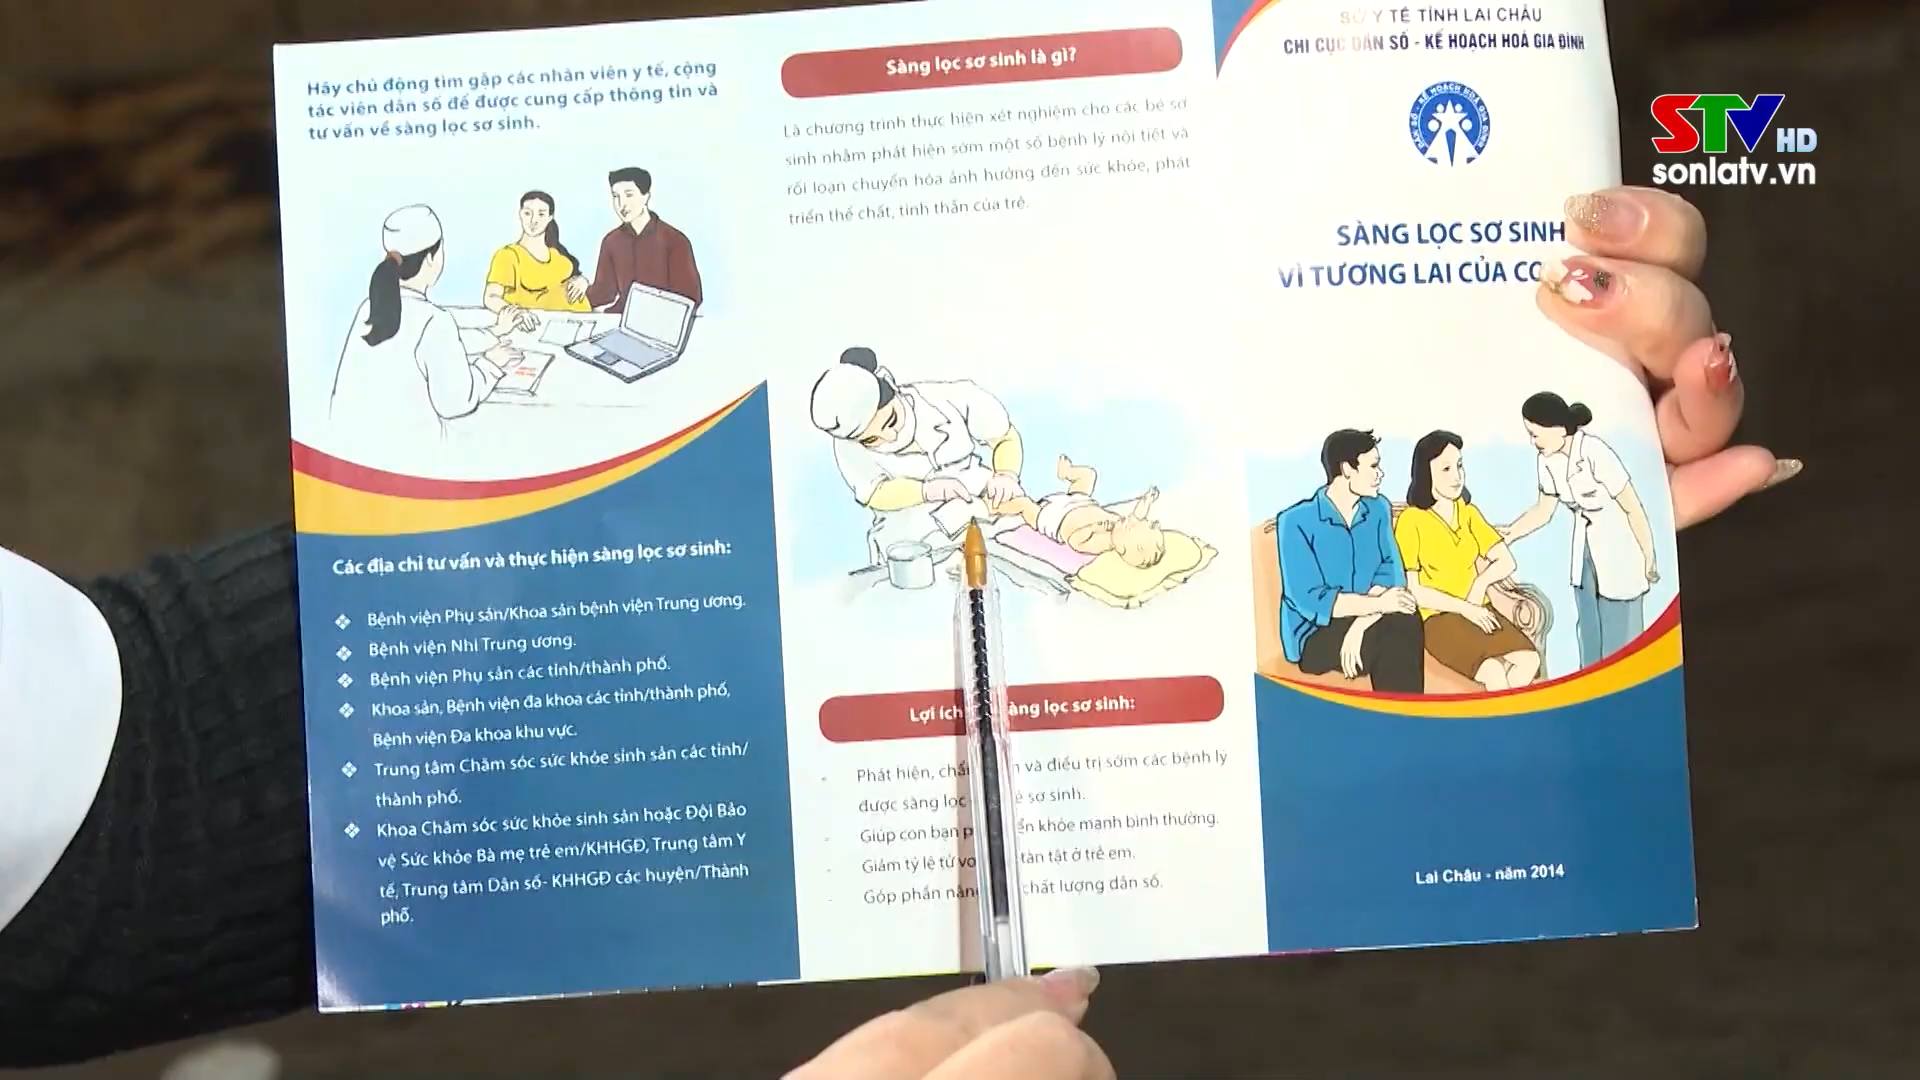 Hãy chủ động tìm gặp các nhân viên y tế, cộng
tác viên dân số để được cung cấp thông tin và
tư vấn về sàng lọc sơ sinh.
Các địa chỉ tư vấn và thực hiện sàng lọc sơ sinh:
Bệnh viện Phụ sản/Khoa sản bệnh viện Trung ương.
Bệnh viện Nhi Trung ương.
Bệnh viện Phụ sản các tỉnh/thành phố.
Khoa sản, Bệnh viện đa khoa các tỉnh/thành phố,
Bệnh viện Đa khoa khu vực.
Trung tâm Chăm sóc sức khỏe sinh sản các tỉnh/
thành phố.
Khoa Chăm sóc sức khỏe sinh sản hoặc Đội Bảo
vệ Sức khỏe Bà mẹ trẻ em/KHHGĐ, Trung tâm Y
tế, Trung tâm Dân số- KHHGĐ các huyện/Thành
phố.
Sàng lọc sơ sinh là gì?
Là chương trình thực hiện xét nghiệm cho các bé sơ
sinh nhằm phát hiện sớm một số bệnh lý nội tiết và
rối loạn chuyển hóa ảnh hưởng đến sức khỏe, phát
triển thể chất, tinh thần của trẻ.
Lợi ích sàng lọc sơ sinh:
- Phát hiện, và điều trị sớm các bệnh lý
được sàng lọc sơ sinh.
- Giúp con bạn khỏe mạnh bình thường.
- Giảm tỷ lệ tử tàn tật ở trẻ em.
- Góp phần chất lượng dân số.
SỞ Y TẾ TỈNH LAI CHÂU
CHI CỤC DÂN SỐ - KẾ HOẠCH HOÁ GIA ĐÌNH
DÂN SỐ - KẾ HOẠCH HOÁ GIA ĐÌNH
SÀNG LỌC SƠ SINH
VÌ TƯƠNG LAI CỦA
Lai Châu - năm 2014
STV HD
sonlatv.vn